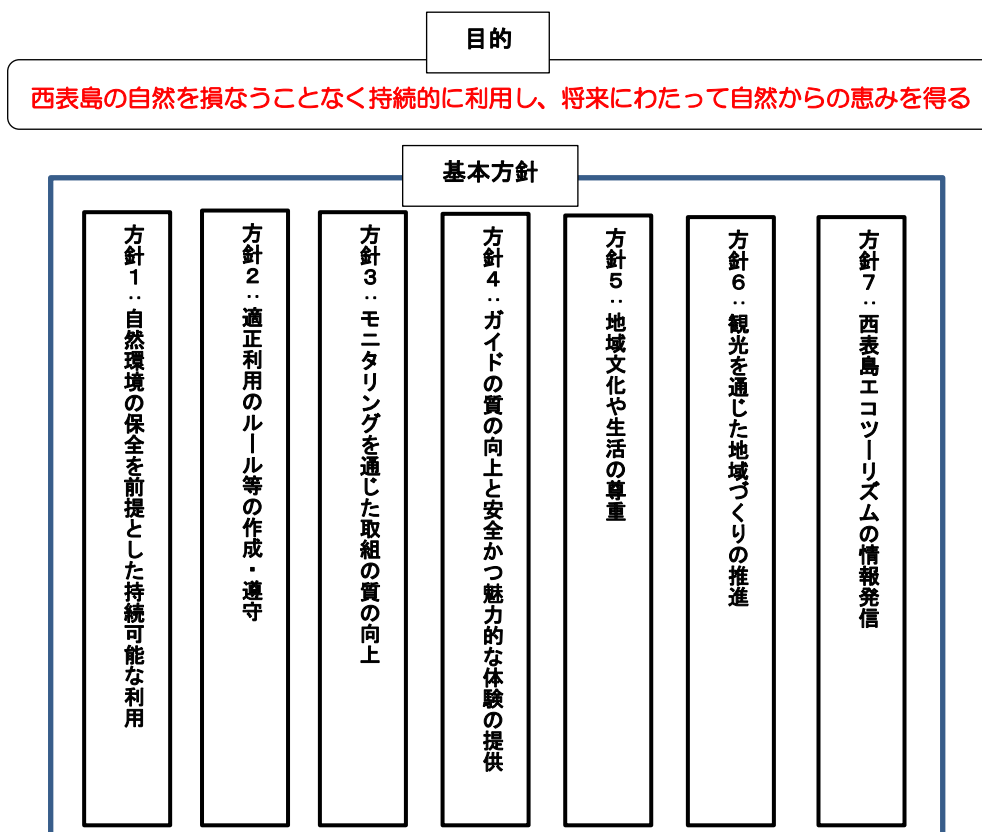 目的
西表島の自然を損なうことなく持続的に利用し、将来にわたって自然からの恵みを得る
基本方針
方針1：自然環境の保全を前提とした持続可能な利用
方針2：適正利用のルール等の作成・遵守
方針3：モニタリングを通じた取組の質の向上
方針4：ガイドの質の向上と安全かつ魅力的な体験の提供
方針5：地域文化や生活の尊重
方針6：観光を通じた地域づくりの推進
方針7：西表島エコツーリズムの情報発信